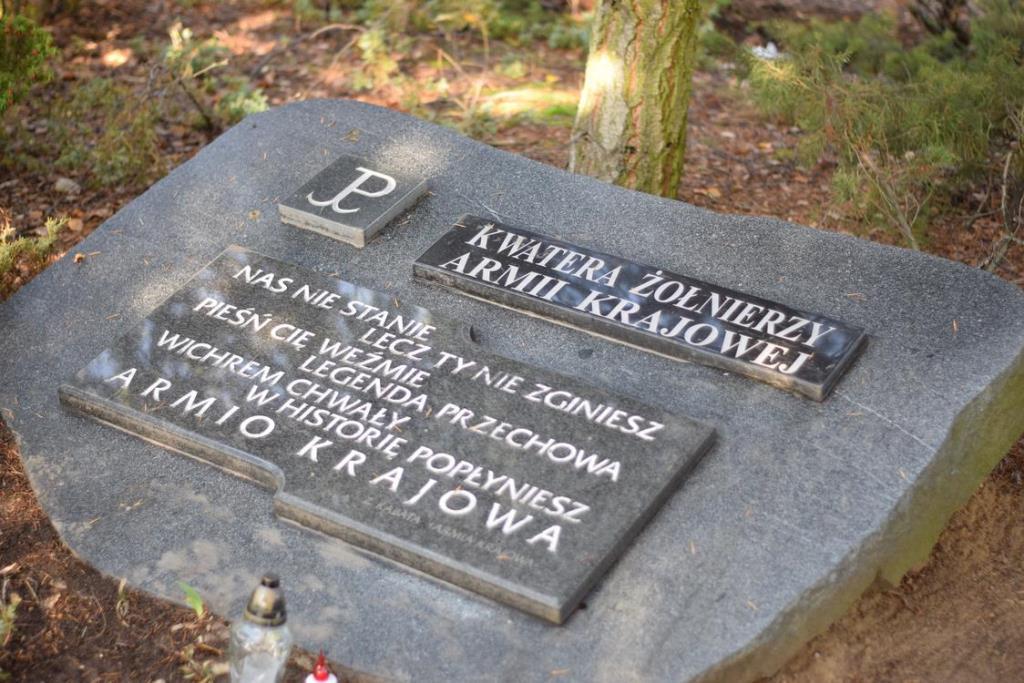 KWATERA ŻOŁNIERZY
ARMII KRAJOWEJ
NAS NIE STANIE
LECZ TY NIE ZGINIESZ
PIEŚŃ CIĘ WEŹMIE
LEGENDA PRZECHOWA
WICHREM CHWAŁY
W HISTORIĘ POPŁYNIESZ
ARMIO KRAJOWA